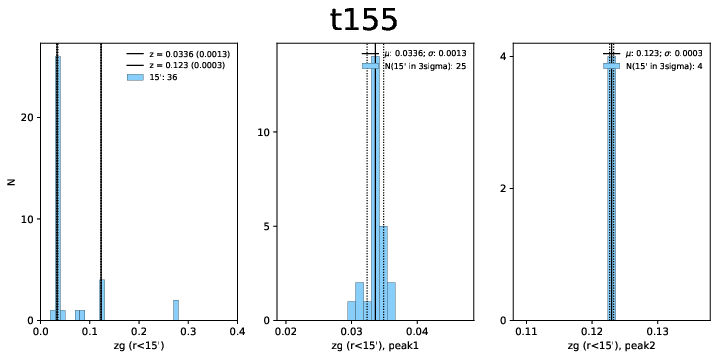 t155
z = 0.0336 (0.0013)
z = 0.123 (0.0003)
15': 36
N
20
10
0
0.0 0.1 0.2 0.3 0.4
zg (r<15')
μ: 0.0336; σ: 0.0013
N(15' in 3sigma): 25
10
5
0
0.02 0.03 0.04
zg (r<15'), peak1
μ: 0.123; σ: 0.0003
N(15' in 3sigma): 4
4
2
0
0.11 0.12 0.13
zg (r<15'), peak2